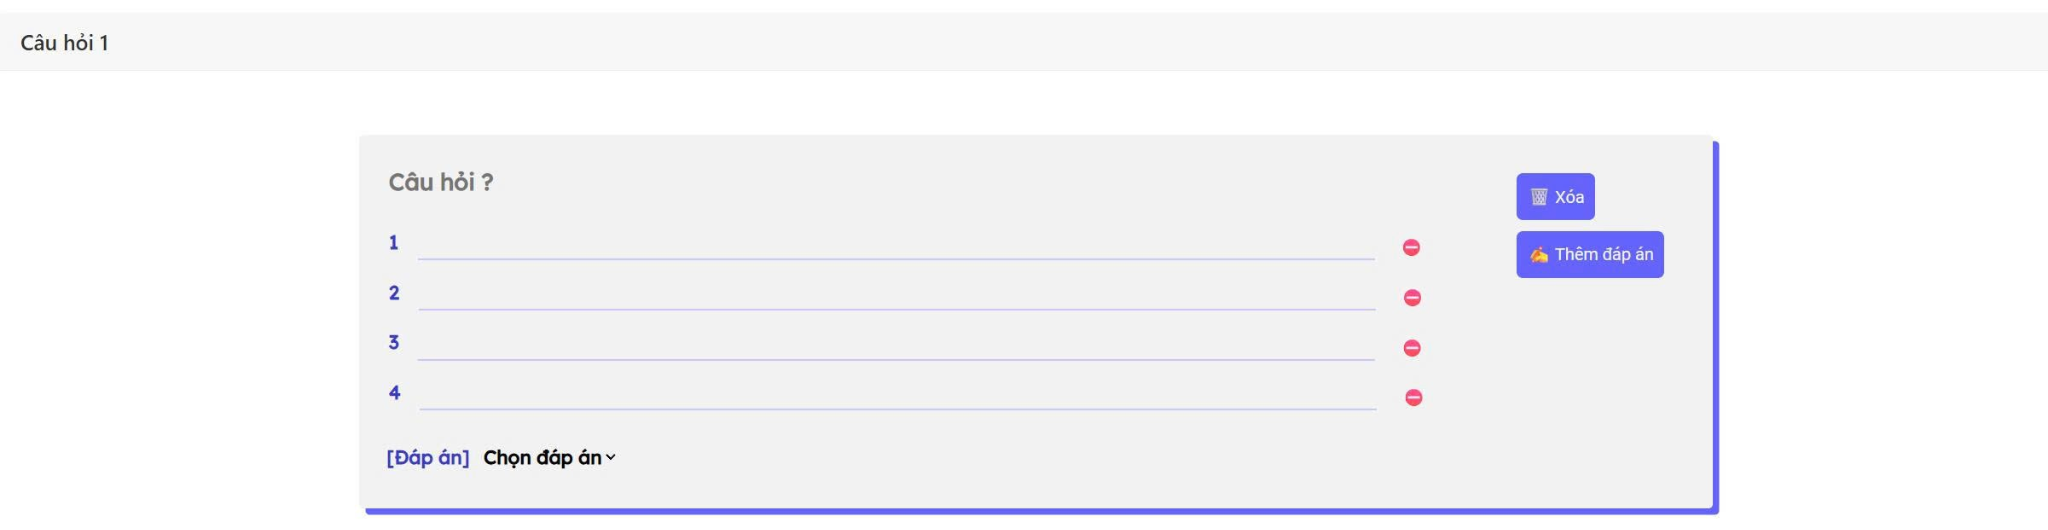 Câu hỏi 1
Câu hỏi ?
Xóa
1
Thêm đáp án
2
3
4
[Đáp án] Chọn đáp án